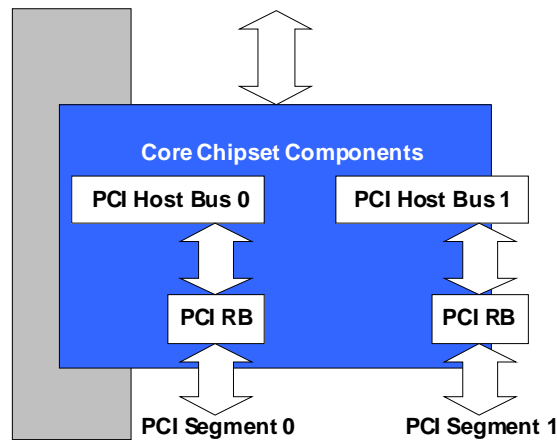 Core Chipset Components
PCI Host Bus 0
PCI Host Bus 1
PCI RB
PCI RB
PCI Segment 0
PCI Segment 1